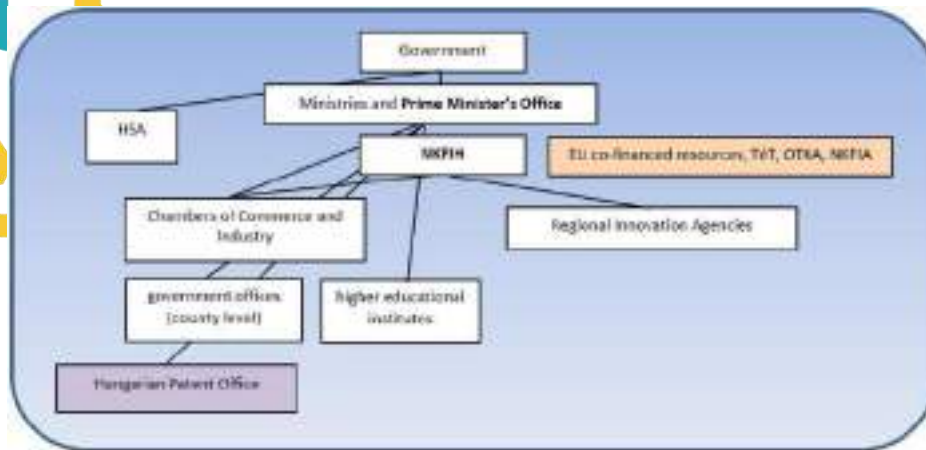 Government
Ministries and Prime Minister's Office
HSA
NKFIH
EU co-financed resources, TéT, OTKA, NKFIA
Chambers of Commerce and
Industry
Regional Innovation Agencies
government offices
(county level)
higher educational
institutes
Hungarian Patent Office